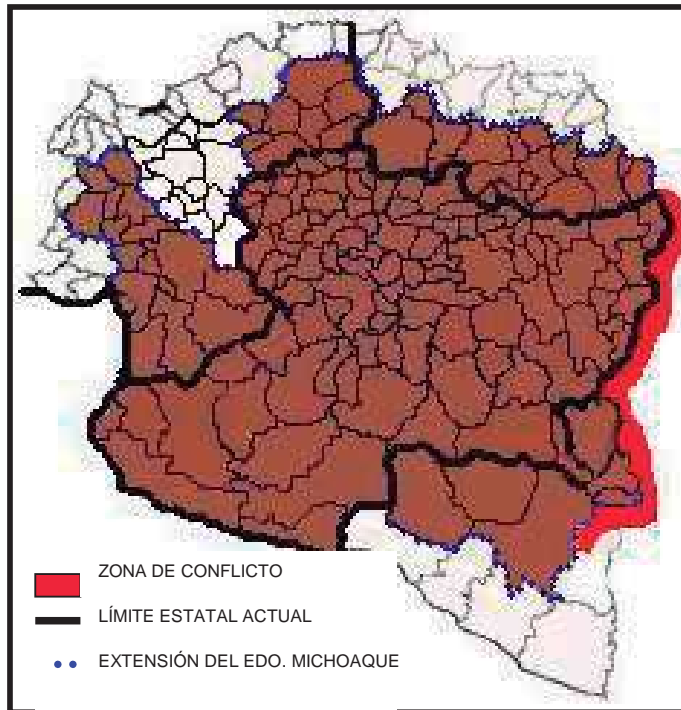 ZONA DE CONFLICTO
LÍMITE ESTATAL ACTUAL
EXTENSIÓN DEL EDO. MICHOAQUE